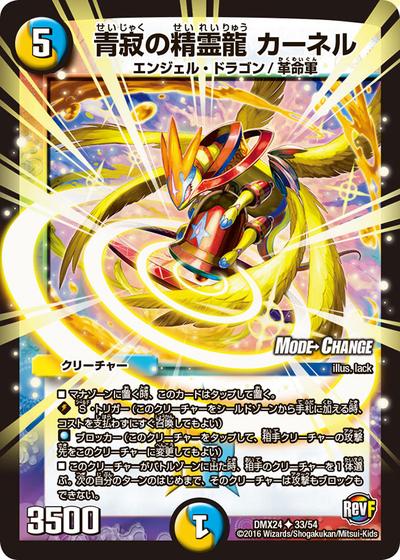 5
せいじゃく せいれいりゅう
青寂の精霊龍 カーネル
かくめいぐん
エンジェル・ドラゴン / 革命軍
MODE CHANGE
illus. lack
クリーチャー
■ マナゾーンに置く時、このカードはタップして置く。
S・トリガー(このクリーチャーをシールドゾーンから手札に加える時、
コストを支払わずにすぐ召喚してもよい)
ブロッカー(このクリーチャーをタップして、相手クリーチャーの攻撃
先をこのクリーチャーに変更してもよい)
■ このクリーチャーがバトルゾーンに出た時、相手クリーチャーを1体選
ぶ。次の自分のターンのはじめまで、そのクリーチャーは攻撃もブロックも
できない。
RevF
3500
1
DMX24 ◆ 33/54
©2016 Wizards/Shogakukan/Mitsui-Kids